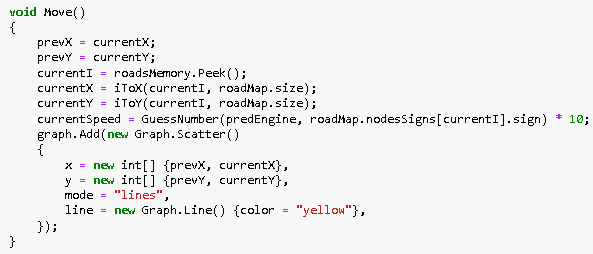 void Move()
{
    prevX = currentX;
    prevY = currentY;
    currentI = roadsMemory.Peek();
    currentX = iToX(currentI, roadMap.size);
    currentY = iToY(currentI, roadMap.size);
    currentSpeed = GuessNumber(predEngine, roadMap.nodesSigns[currentI].sign) * 10;
    graph.Add(new Graph.Scatter()
    {
        x = new int[] {prevX, currentX},
        y = new int[] {prevY, currentY},
        mode = "lines",
        line = new Graph.Line() {color = "yellow"},
    });
}